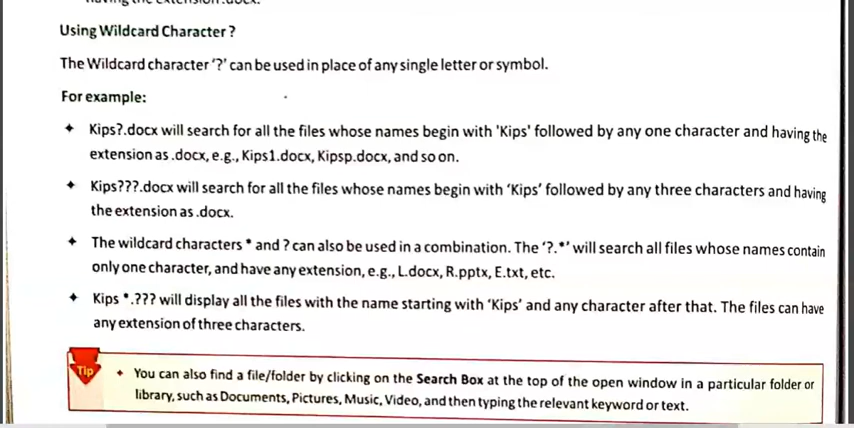 having the extension .docx.
Using Wildcard Character ?
The Wildcard character '?' can be used in place of any single letter or symbol.
For example:
✦ Kips?.docx will search for all the files whose names begin with 'Kips' followed by any one character and having the
extension as .docx, e.g., Kips1.docx, Kipsp.docx, and so on.
✦ Kips???.docx will search for all the files whose names begin with 'Kips' followed by any three characters and having
the extension as .docx.
✦ The wildcard characters * and ? can also be used in a combination. The '?.*' will search all files whose names contain
only one character, and have any extension, e.g., L.docx, R.pptx, E.txt, etc.
✦ Kips *.??? will display all the files with the name starting with 'Kips' and any character after that. The files can have
any extension of three characters.
Tip
✦ You can also find a file/folder by clicking on the Search Box at the top of the open window in a particular folder or
library, such as Documents, Pictures, Music, Video, and then typing the relevant keyword or text.